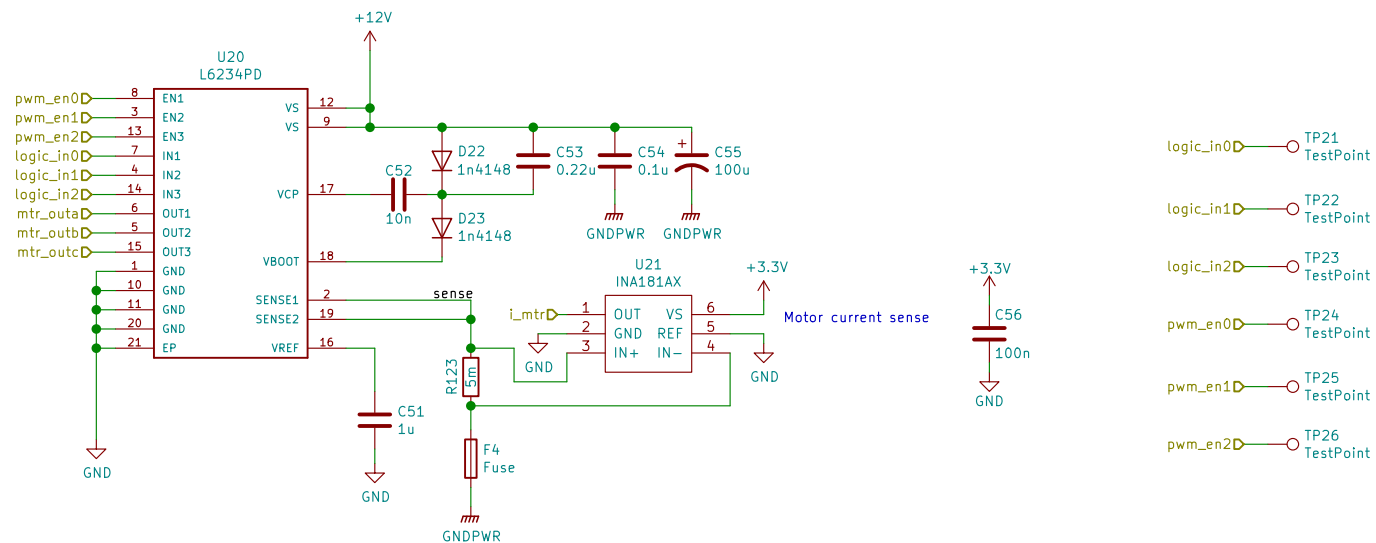 +12V
U20
L6234PD
pwm_en0 8 EN1
pwm_en1 3 EN2
pwm_en2 13 EN3
logic_in0 7 IN1
logic_in1 4 IN2
logic_in2 14 IN3
mtr_outa 6 OUT1
mtr_outb 5 OUT2
mtr_outc 15 OUT3
1 GND
10 GND
11 GND
20 GND
21 EP
GND
VS 12
VS 9
VCP 17
VBOOT 18
SENSE1 2
SENSE2 19
VREF 16
sense
C52
10n
D22
1n4148
D23
1n4148
C53
0.22u
C54
0.1u
+
C55
100u
GNDPWR
GNDPWR
C51
1u
GND
R123
5m
F4
Fuse
GNDPWR
U21
INA181AX
i_mtr 1 OUT
2 GND
3 IN+
VS 6
REF 5
IN- 4
GND
+3.3V
GND
Motor current sense
+3.3V
C56
100n
GND
logic_in0
TP21
TestPoint
logic_in1
TP22
TestPoint
logic_in2
TP23
TestPoint
pwm_en0
TP24
TestPoint
pwm_en1
TP25
TestPoint
pwm_en2
TP26
TestPoint